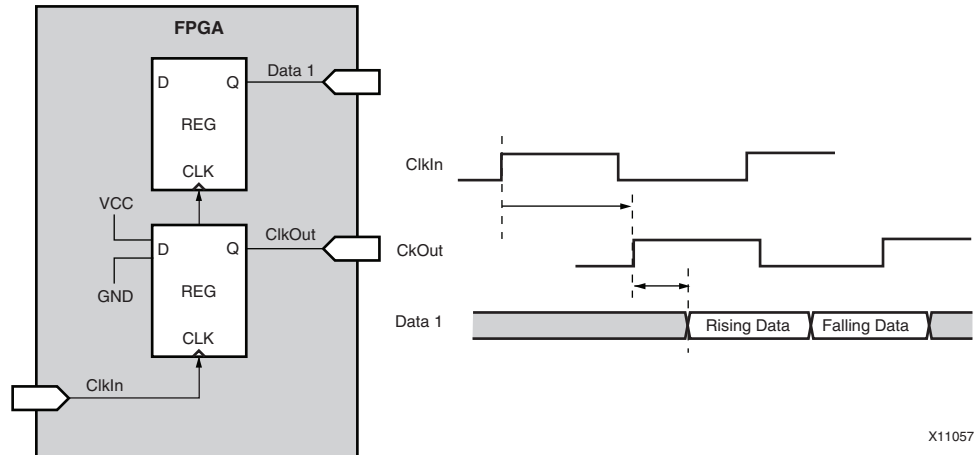 FPGA
Data 1
D Q
REG
CLK
VCC
ClkOut
D Q
GND
REG
CLK
ClkIn
ClkIn
CkOut
Data 1
Rising Data
Falling Data
X11057